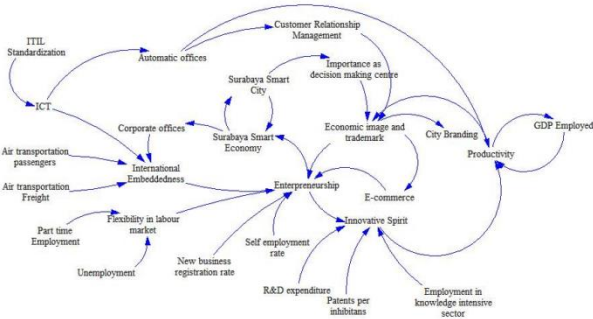 Customer Relationship
Management
ITIL
Standardization
Automatic offices
Importance as
decision making centre
Surabaya Smart
City
ICT
GDP Employed
Corporate offices
Surabaya Smart
Economy
Economic image and
trademark
City Branding
Productivity
Air transportation
passengers
International
Embeddedness
Air transportation
Freight
Enterpreneurship
E-commerce
Part time
Employment
Flexibility in labour
market
Innovative Spirit
Self employment
rate
New business
registration rate
Unemployment
R&D expenditure
Patents per
inhibitans
Employment in
knowledge intensive
sector